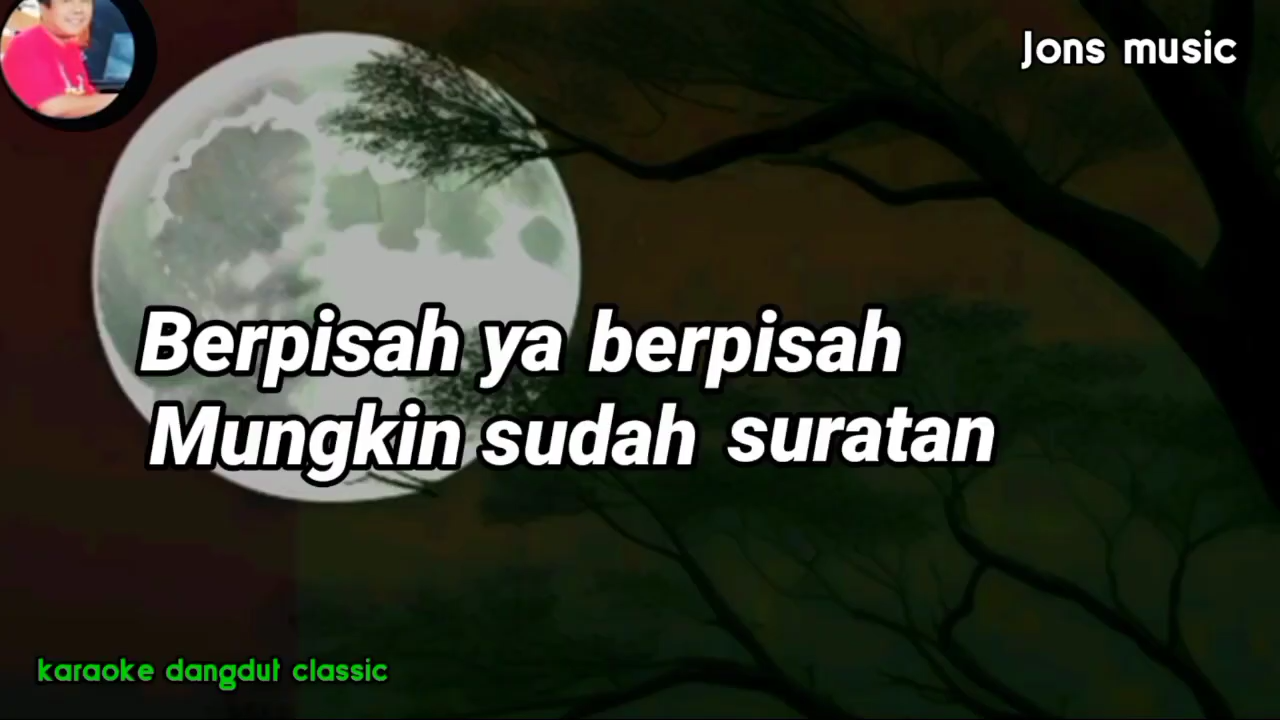 Jons music
Berpisah ya berpisah
Mungkin sudah suratan
karaoke dangdut classic